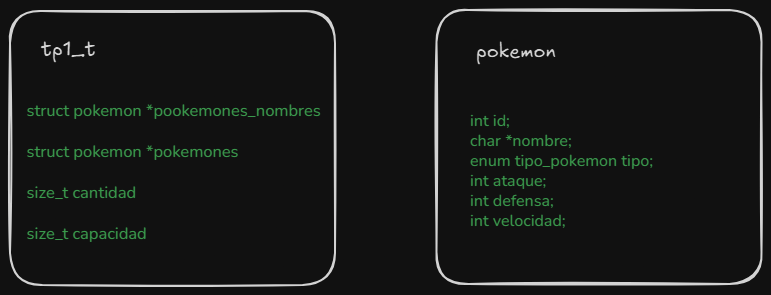 tp1_t
struct pokemon *pookemones_nombres
struct pokemon *pokemones
size_t cantidad
size_t capacidad
pokemon
int id;
char *nombre;
enum tipo_pokemon tipo;
int ataque;
int defensa;
int velocidad;